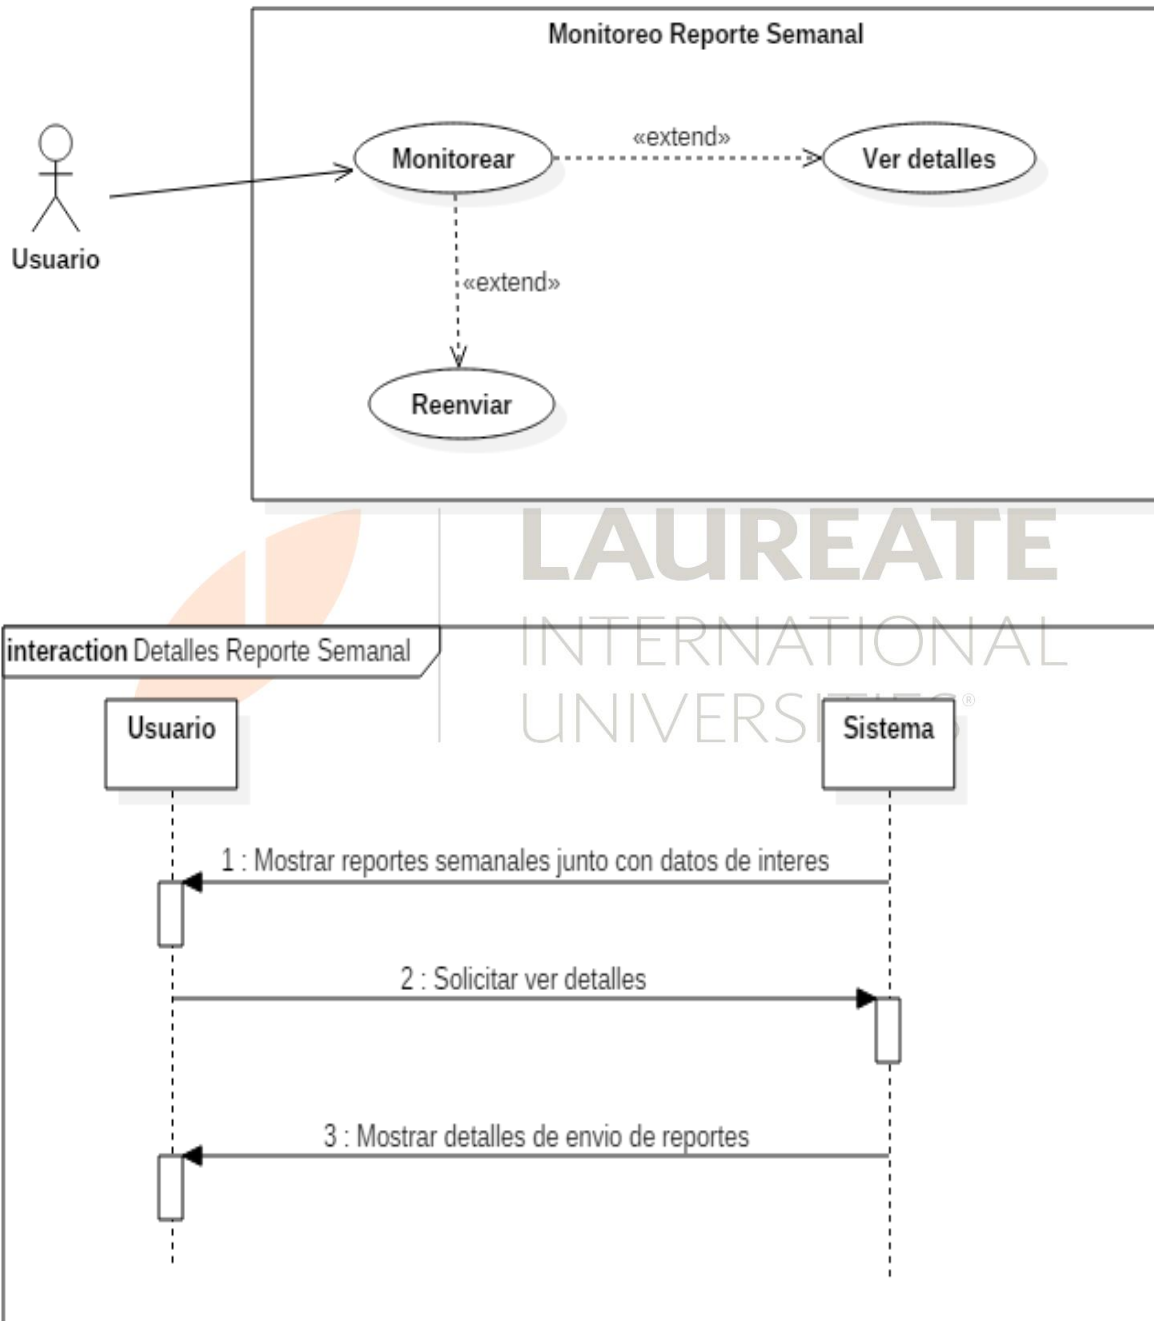 Monitoreo Reporte Semanal
Monitorear
«extend»
Ver detalles
Usuario
«extend»
Reenviar
LAUREATE
INTERNATIONAL
UNIVERSITIES®
interaction Detalles Reporte Semanal
Usuario
Sistema
1 : Mostrar reportes semanales junto con datos de interes
2 : Solicitar ver detalles
3 : Mostrar detalles de envio de reportes